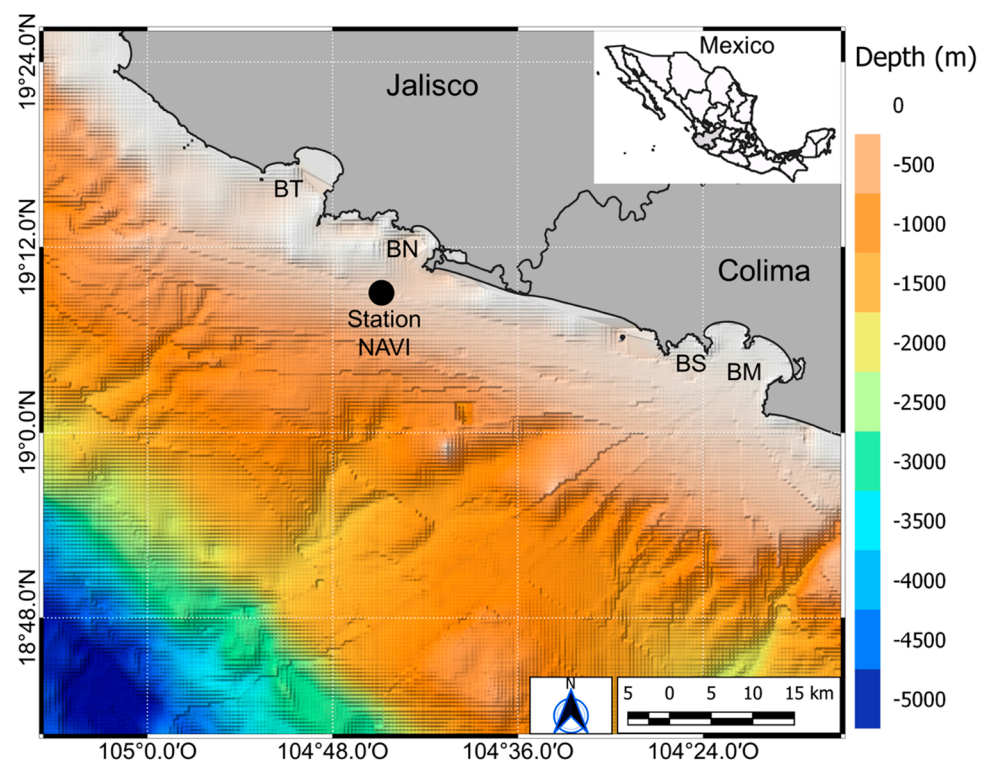 Mexico
Depth (m)
Jalisco
Colima
BT
BN
BS
BM
Station
NAVI
0
-500
-1000
-1500
-2000
-2500
-3000
-3500
-4000
-4500
-5000
19°24.0'N
19°12.0'N
19°0.0'N
18°48.0'N
N
5 0 5 10 15 km
105°0.0'O 104°48.0'O 104°36.0'O 104°24.0'O